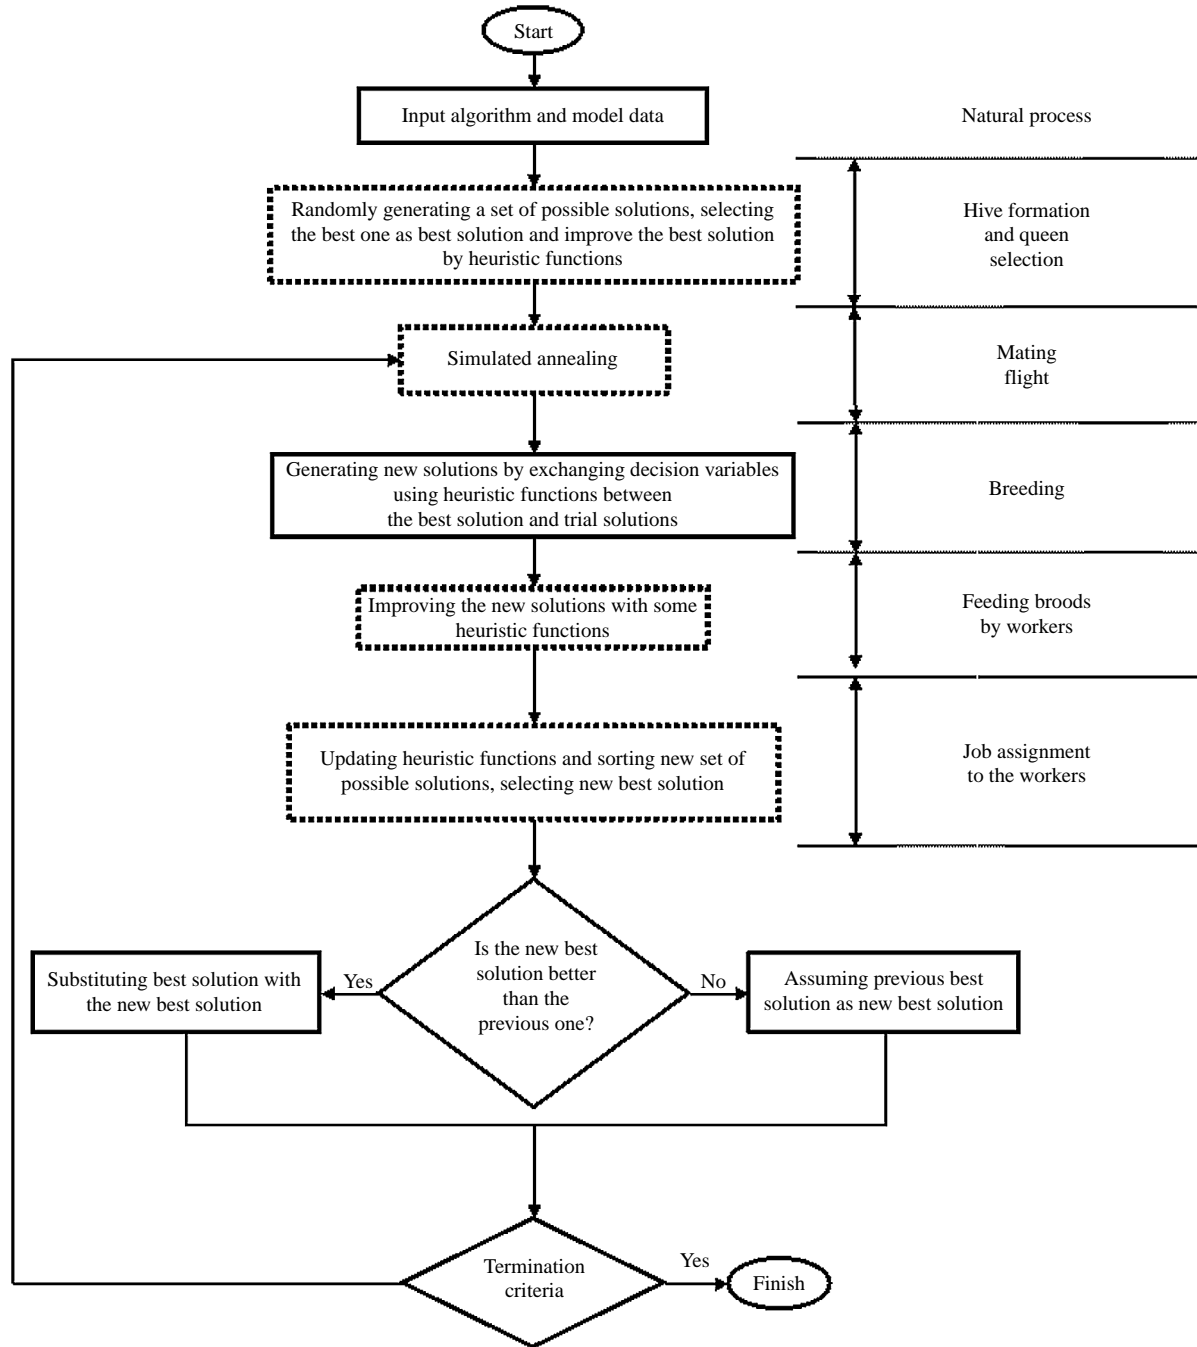 Start
Input algorithm and model data
Natural process
Randomly generating a set of possible solutions, selecting
the best one as best solution and improve the best solution
by heuristic functions
Hive formation
and queen
selection
Simulated annealing
Mating
flight
Generating new solutions by exchanging decision variables
using heuristic functions between
the best solution and trial solutions
Breeding
Improving the new solutions with some
heuristic functions
Feeding broods
by workers
Updating heuristic functions and sorting new set of
possible solutions, selecting new best solution
Job assignment
to the workers
Is the new best
solution better
than the
previous one?
Yes
No
Substituting best solution with
the new best solution
Assuming previous best
solution as new best solution
Termination
criteria
Yes
Finish